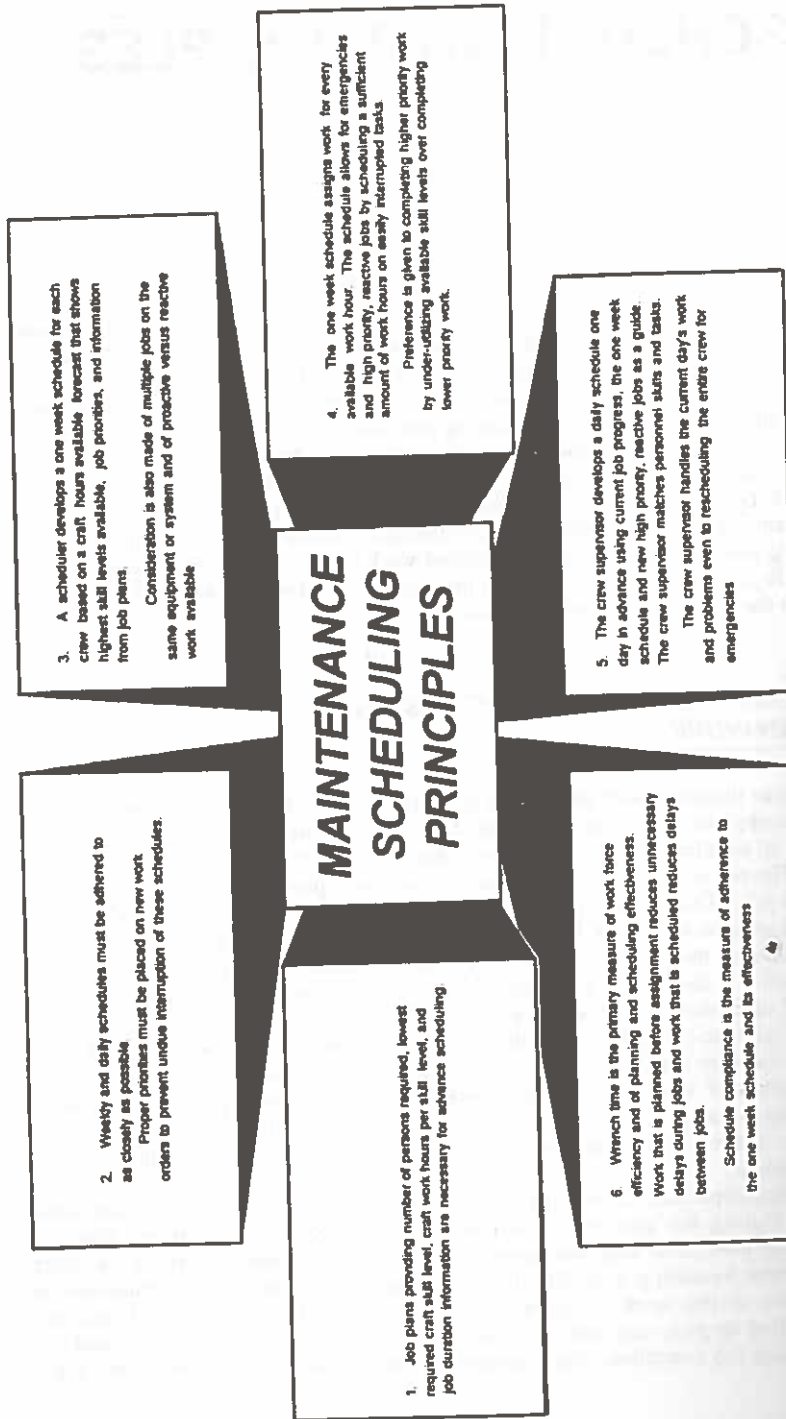 MAINTENANCE
SCHEDULING
PRINCIPLES
1. Job plans providing number of persons required, lowest
required craft skill level, craft work hours per skill level, and
job duration information are necessary for advance scheduling.
2. Weekly and daily schedules must be adhered to
as closely as possible.
Proper priorities must be placed on new work
orders to prevent undue interruption of these schedules.
3. A scheduler develops a one week schedule for each
crew based on a craft hours available forecast that shows
highest skill levels available, job priorities, and information
from job plans.
Consideration is also made of multiple jobs on the
same equipment or system and of proactive versus reactive
work available
4. The one week schedule assigns work for every
available work hour. The schedule allows for emergencies
and high priority, reactive jobs by scheduling a sufficient
amount of work hours on easily interrupted tasks.
Preference is given to completing higher priority work
by under-utilizing available skill levels over completing
lower priority work.
5. The crew supervisor develops a daily schedule one
day in advance using current job progress, the one week
schedule and new high priority, reactive jobs as a guide.
The crew supervisor matches personnel skills and tasks.
The crew supervisor handles the current day's work
and problems even to rescheduling the entire crew for
emergencies
6. Wrench time is the primary measure of work force
efficiency and of planning and scheduling effectiveness.
Work that is planned before assignment reduces unnecessary
delays during jobs and work that is scheduled reduces delays
between jobs.
Schedule compliance is the measure of adherence to
the one week schedule and its effectiveness